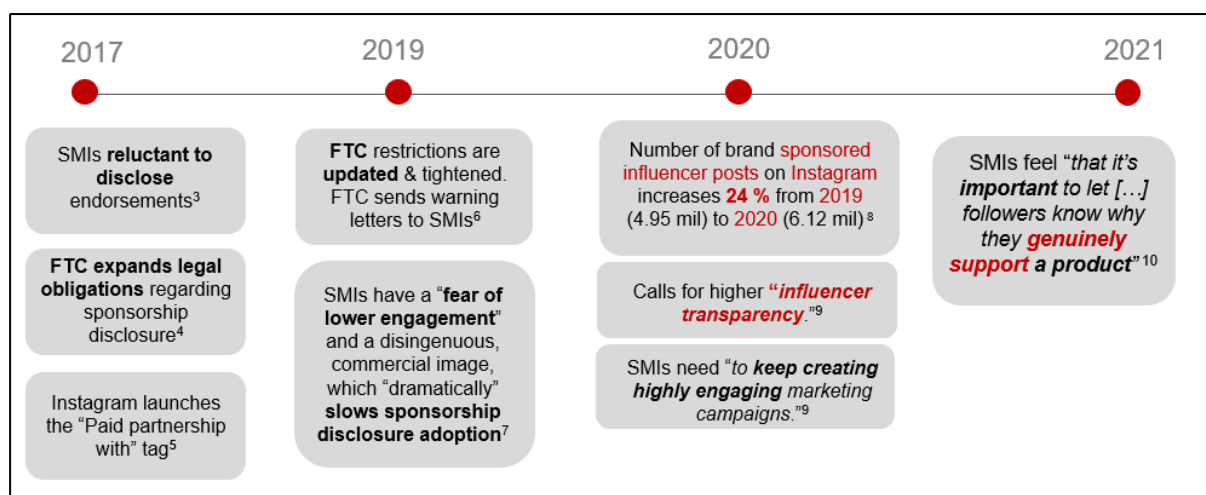 2017
2019
2020
2021
SMIs reluctant to
disclose
endorsements³
FTC expands legal
obligations regarding
sponsorship
disclosure⁴
Instagram launches
the “Paid partnership
with” tag⁵
FTC restrictions are
updated & tightened.
FTC sends warning
letters to SMIs⁶
SMIs have a “fear of
lower engagement”
and a disingenuous,
commercial image,
which “dramatically”
slows sponsorship
disclosure adoption⁷
Number of brand sponsored
influencer posts on Instagram
increases 24 % from 2019
(4.95 mil) to 2020 (6.12 mil) ⁸
Calls for higher “influencer
transparency.”⁹
SMIs need “to keep creating
highly engaging marketing
campaigns.”⁹
SMIs feel “that it’s
important to let […]
followers know why
they genuinely
support a product” ¹⁰